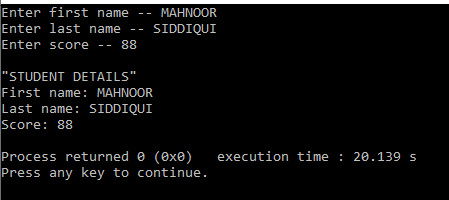 Enter first name -- MAHNOOR
Enter last name -- SIDDIQUI
Enter score -- 88
"STUDENT DETAILS"
First name: MAHNOOR
Last name: SIDDIQUI
Score: 88
Process returned 0 (0x0)   execution time : 20.139 s
Press any key to continue.